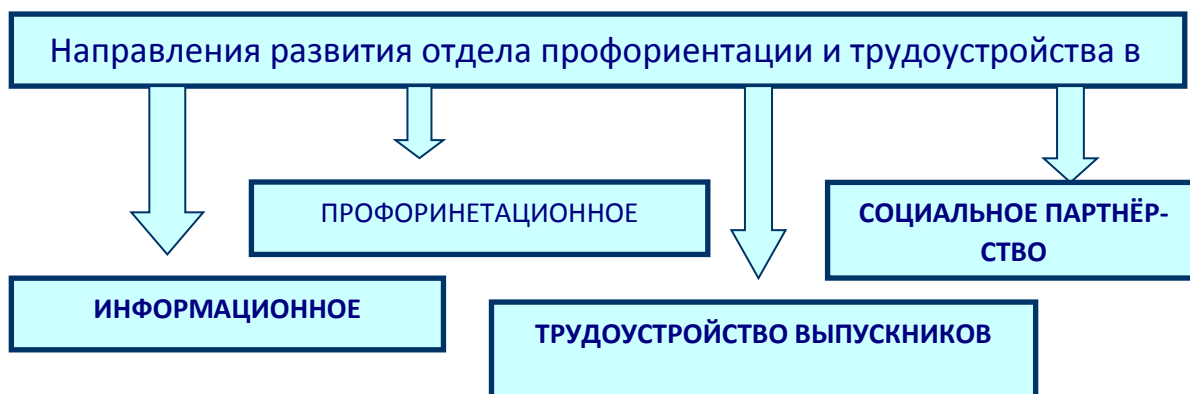 Направления развития отдела профориентации и трудоустройства в
ПРОФОРИНЕТАЦИОННОЕ
СОЦИАЛЬНОЕ ПАРТНЁР-
СТВО
ИНФОРМАЦИОННОЕ
ТРУДОУСТРОЙСТВО ВЫПУСКНИКОВ